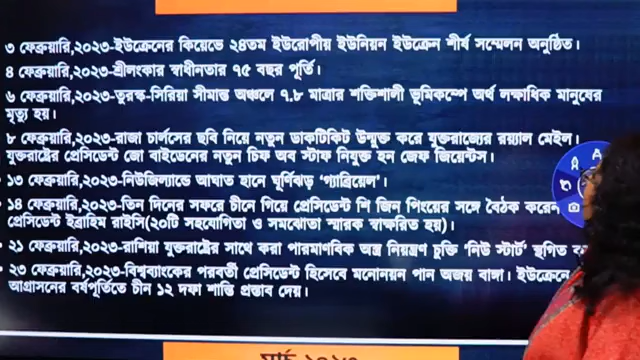 ৩ ফেব্রুয়ারি,২০২৩-ইউক্রেনের কিয়েভে ২৪তম ইউরোপীয় ইউনিয়ন ইউক্রেন শীর্ষ সম্মেলন অনুষ্ঠিত।
৪ ফেব্রুয়ারি,২০২৩-শ্রীলংকার স্বাধীনতার ৭৫ বছর পূর্তি।
৬ ফেব্রুয়ারি,২০২৩-তুরস্ক-সিরিয়া সীমান্ত অঞ্চলে ৭.৮ মাত্রার শক্তিশালী ভূমিকম্পে অর্ধ লক্ষাধিক মানুষের
মৃত্যু হয়।
৮ ফেব্রুয়ারি,২০২৩-রাজা চার্লসের ছবি নিয়ে নতুন ডাকটিকিট উন্মুক্ত করে যুক্তরাজ্যের রয়্যাল মেইল।
যুক্তরাষ্ট্রের প্রেসিডেন্ট জো বাইডেনের নতুন চিফ অব স্টাফ নিযুক্ত হন জেফ জিয়েন্টস।
১৩ ফেব্রুয়ারি,২০২৩-নিউজিল্যান্ডে আঘাত হানে ঘূর্ণিঝড় ‘গ্যাব্রিয়েল’।
১৪ ফেব্রুয়ারি,২০২৩-তিন দিনের সফরে চীনে গিয়ে প্রেসিডেন্ট শি জিন পিংয়ের সঙ্গে বৈঠক করেন
প্রেসিডেন্ট ইব্রাহিম রাইসি(২০টি সহযোগিতা ও সমঝোতা স্মারক স্বাক্ষরিত হয়)।
২১ ফেব্রুয়ারি,২০২৩-রাশিয়া যুক্তরাষ্ট্রের সাথে করা পারমাণবিক অস্ত্র নিয়ন্ত্রণ চুক্তি ‘নিউ স্টার্ট’ স্থগিত
২৩ ফেব্রুয়ারি,২০২৩-বিশ্বব্যাংকের পরবর্তী প্রেসিডেন্ট হিসেবে মনোনয়ন পান অজয় বাঙ্গা। ইউক্রেনে
আগ্রাসনের বর্ষপূর্তিতে চীন ১২ দফা শান্তি প্রস্তাব দেয়।